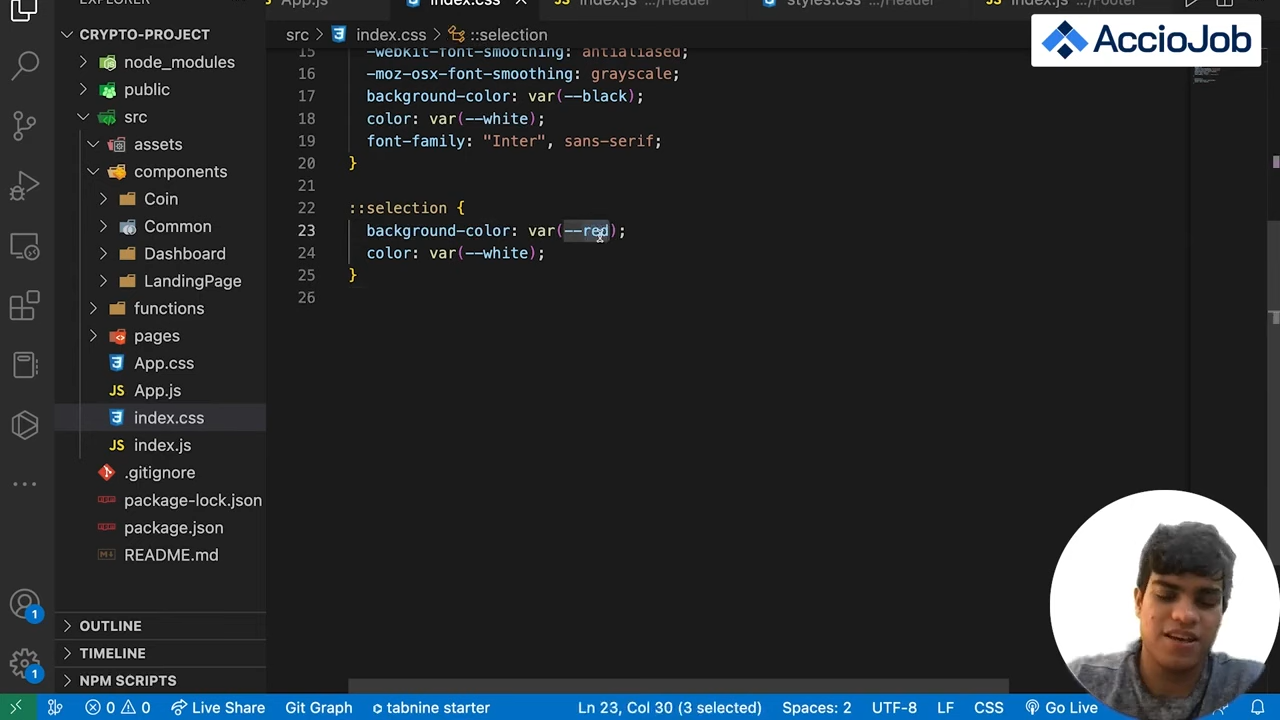 EXPLORER
App.js
index.css
index.js .../Header
styles.css .../Header
index.js .../Footer
AccioJob
CRYPTO-PROJECT
src > index.css > ::selection
node_modules
public
src
assets
components
Coin
Common
Dashboard
LandingPage
functions
pages
App.css
JS App.js
index.css
JS index.js
.gitignore
package-lock.json
package.json
README.md
OUTLINE
TIMELINE
NPM SCRIPTS
15 -webkit-font-smoothing: antialiased;
16 -moz-osx-font-smoothing: grayscale;
17 background-color: var(--black);
18 color: var(--white);
19 font-family: "Inter", sans-serif;
20 }
21
22 ::selection {
23 background-color: var(--red);
24 color: var(--white);
25 }
26
1
1
0 0 Live Share Git Graph tabnine starter Ln 23, Col 30 (3 selected) Spaces: 2 UTF-8 LF CSS Go Live